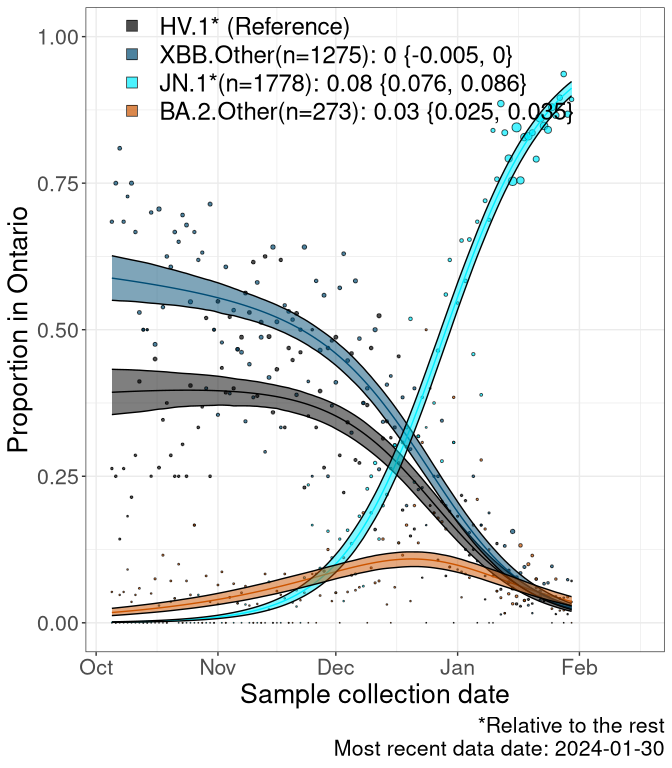 HV.1* (Reference)
XBB.Other(n=1275): 0 {-0.005, 0}
JN.1*(n=1778): 0.08 {0.076, 0.086}
BA.2.Other(n=273): 0.03 {0.025, 0.035}
1.00
0.75
0.50
0.25
0.00
Proportion in Ontario
Oct Nov Dec Jan Feb
Sample collection date
*Relative to the rest
Most recent data date: 2024-01-30